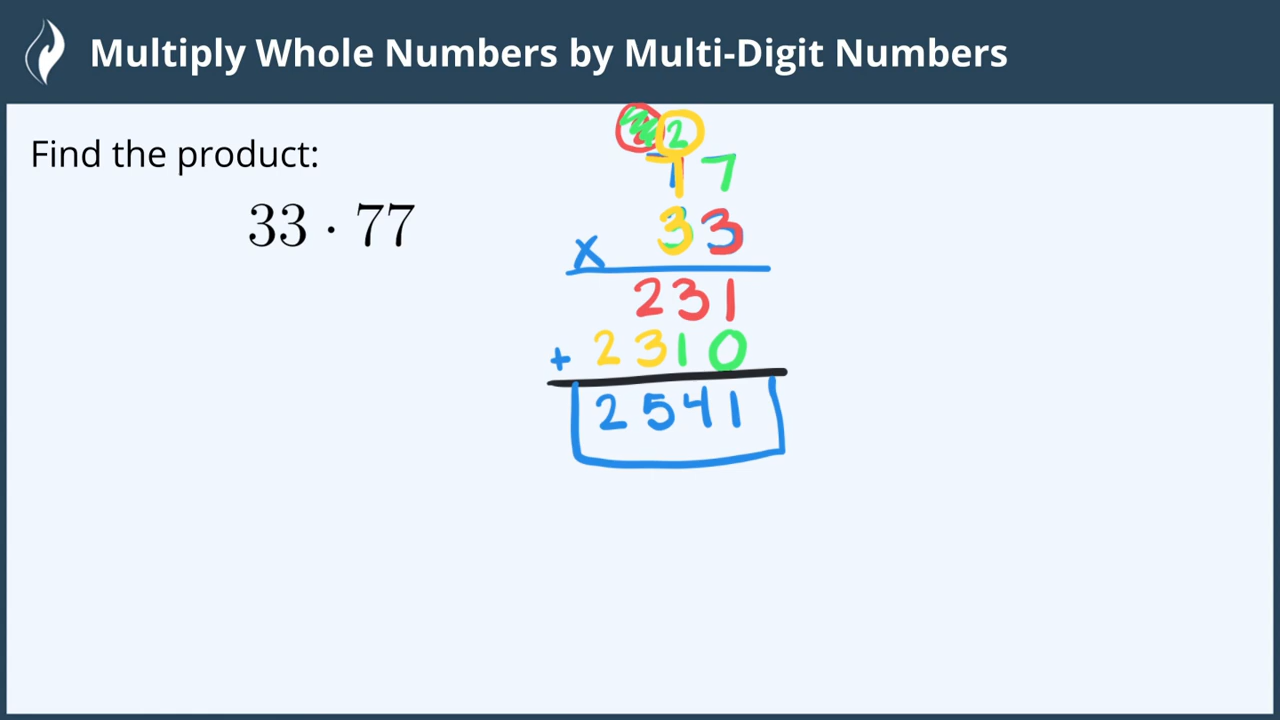 Multiply Whole Numbers by Multi-Digit Numbers
Find the product:
33 · 77
2
77
x 33
231
+ 2310
2541